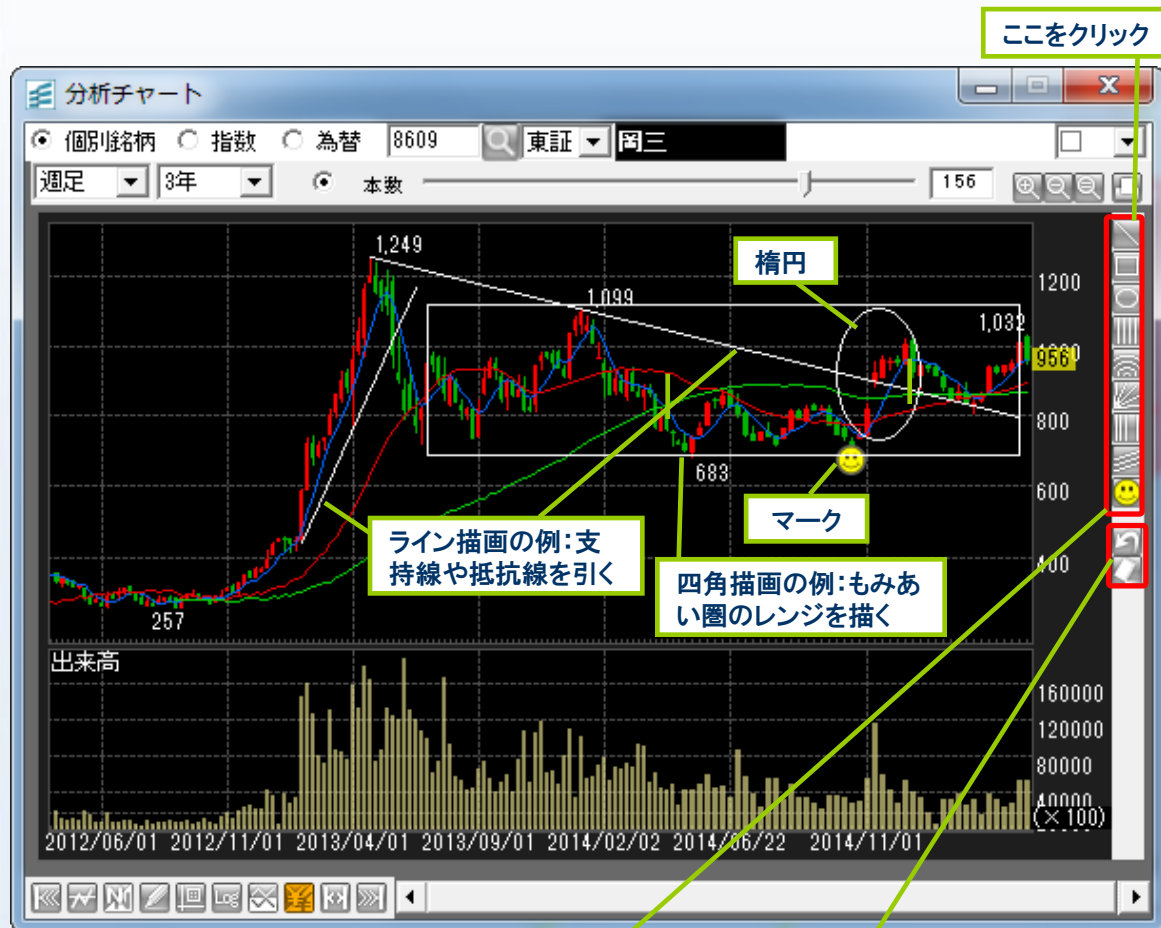 ここをクリック
分析チャート
個別銘柄 指数 為替 8609 東証 岡三
週足 3年 本数 156
1,249
楕円
1,099
1,032
1200
956
800
683
600
マーク
ライン描画の例：支
持線や抵抗線を引く
四角描画の例：もみあ
い圏のレンジを描く
400
257
出来高
160000
120000
80000
40000
(×100)
2012/06/01 2012/11/01 2013/04/01 2013/09/01 2014/02/02 2014/06/22 2014/11/01
Log